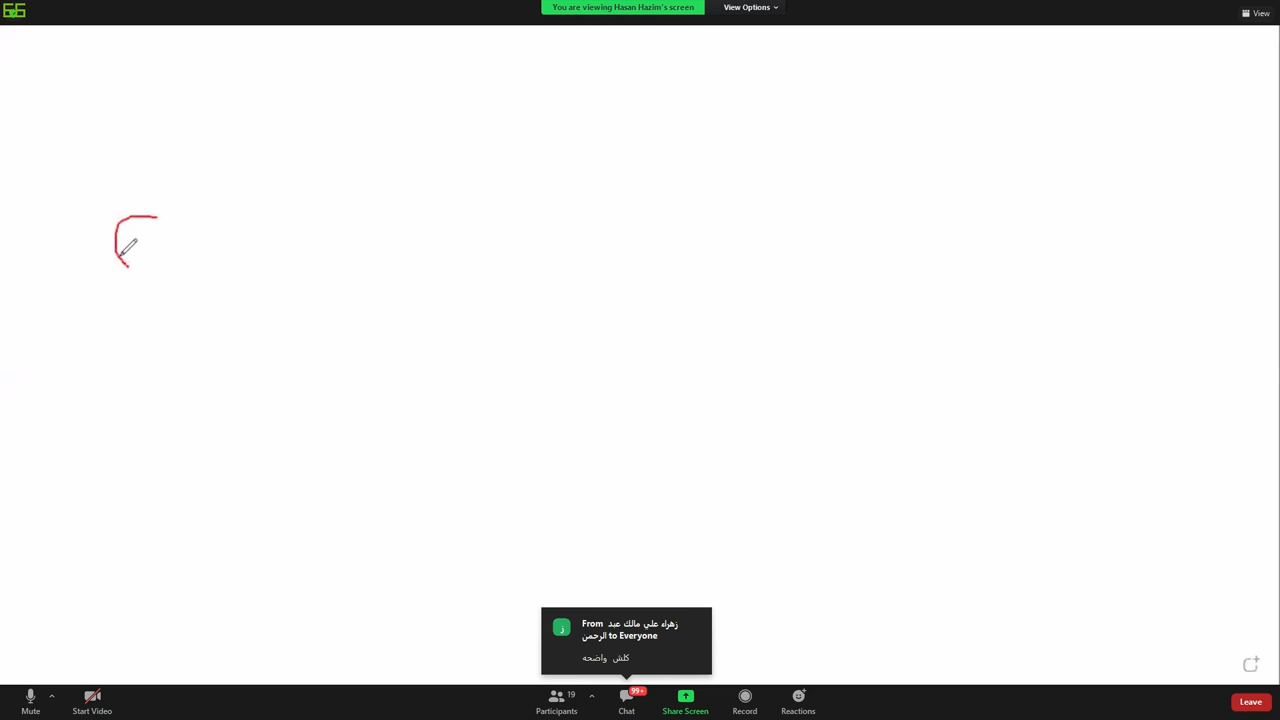 66
You are viewing Hasan Hazim's screen
View Options
View
From زهراء علي مالك عبد
الرحمن to Everyone
ز
كلش واضحه
Mute
Start Video
19
Participants
99+
Chat
Share Screen
Record
Reactions
Leave